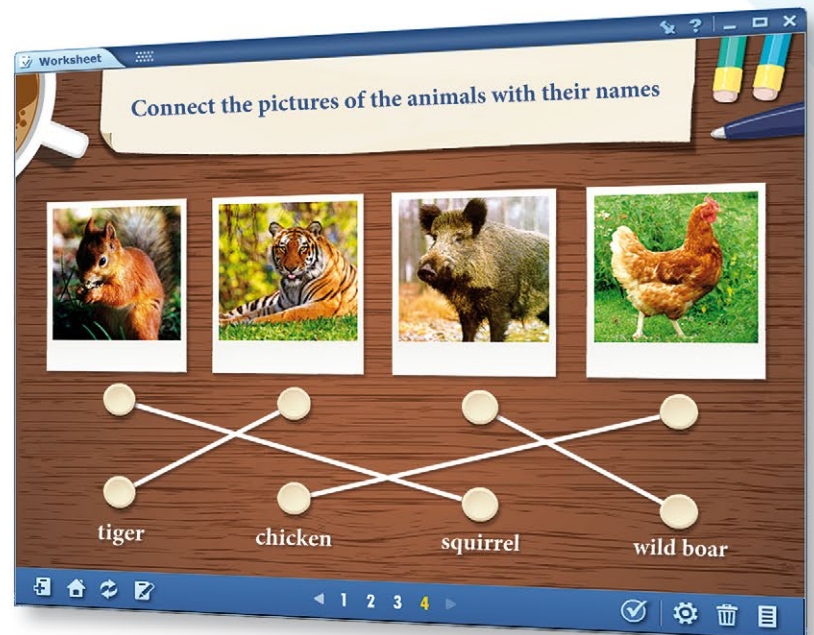 Worksheet
?
Connect the pictures of the animals with their names
tiger
chicken
squirrel
wild boar
1 2 3 4